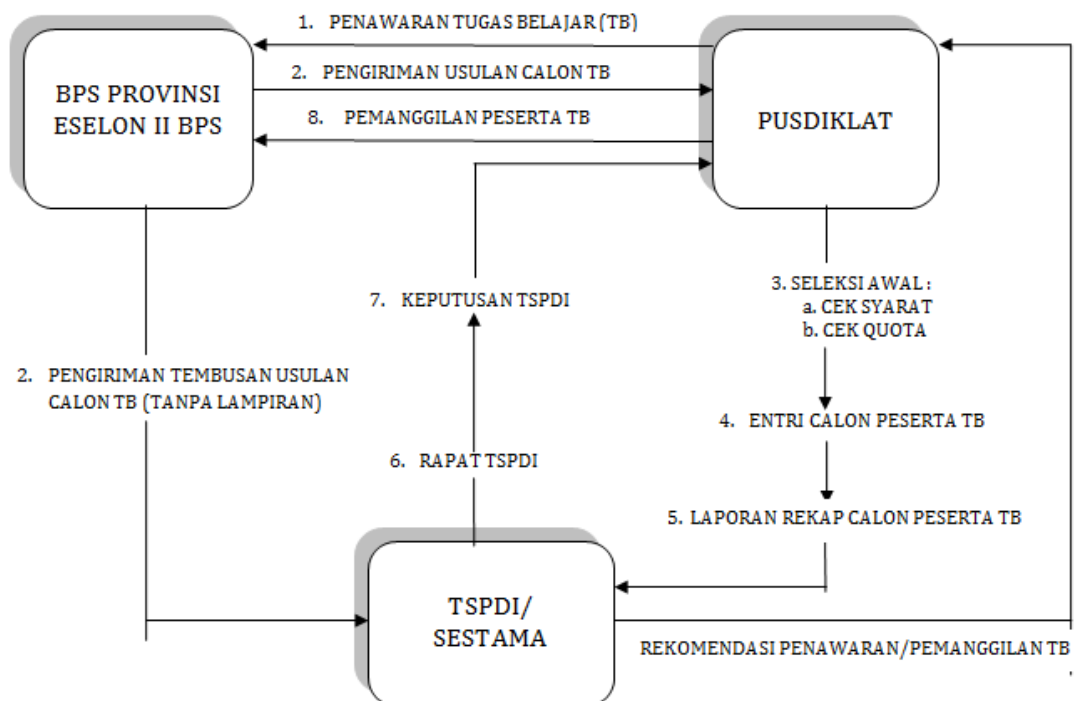 1. PENAWARAN TUGAS BELAJAR (TB)
BPS PROVINSI
ESELON II BPS
2. PENGIRIMAN USULAN CALON TB
8. PEMANGGILAN PESERTA TB
PUSDIKLAT
3. SELEKSI AWAL :
a. CEK SYARAT
b. CEK QUOTA
7. KEPUTUSAN TSPDI
2. PENGIRIMAN TEMBUSAN USULAN
CALON TB (TANPA LAMPIRAN)
4. ENTRI CALON PESERTA TB
6. RAPAT TSPDI
5. LAPORAN REKAP CALON PESERTA TB
TSPDI/
SESTAMA
REKOMENDASI PENAWARAN/PEMANGGILAN TB